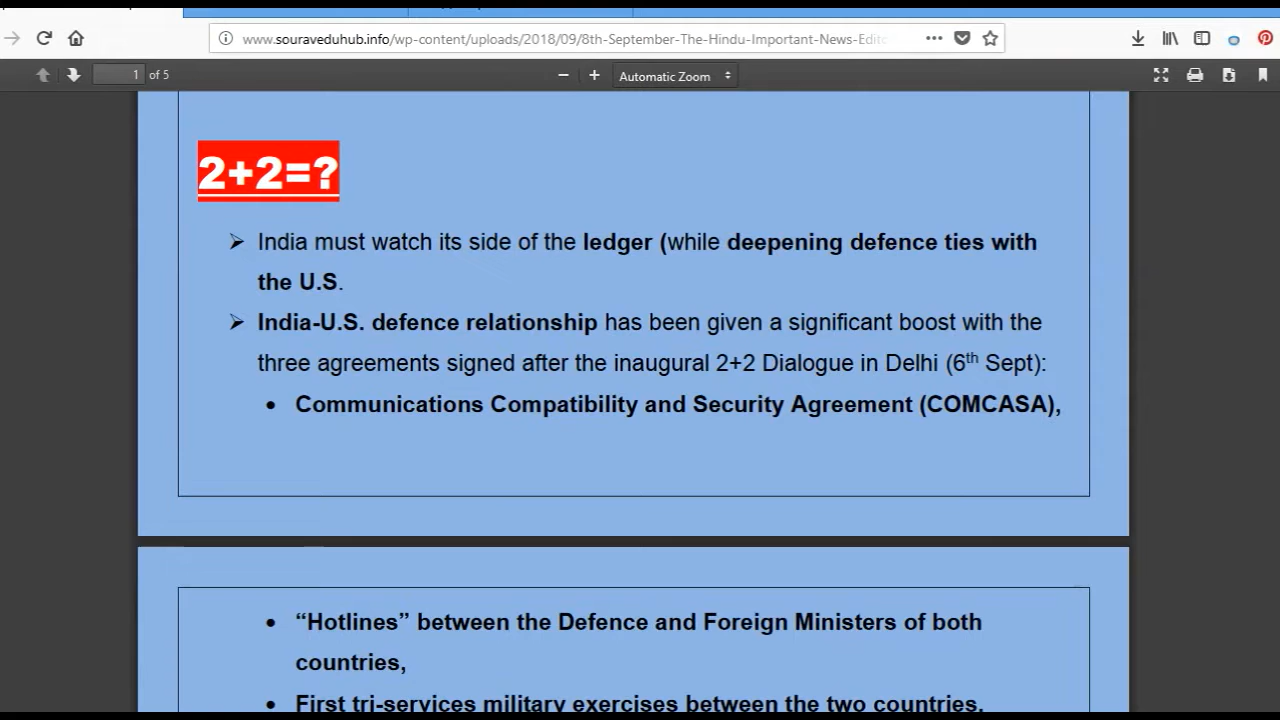 www.souraveduhub.info/wp-content/uploads/2018/09/8th-September-The-Hindu-Important-News-Edit
1 of 5
Automatic Zoom
2+2=?
➢ India must watch its side of the ledger (while deepening defence ties with
the U.S.
➢ India-U.S. defence relationship has been given a significant boost with the
three agreements signed after the inaugural 2+2 Dialogue in Delhi (6th Sept):
• Communications Compatibility and Security Agreement (COMCASA),
• “Hotlines” between the Defence and Foreign Ministers of both
countries,
• First tri-services military exercises between the two countries.